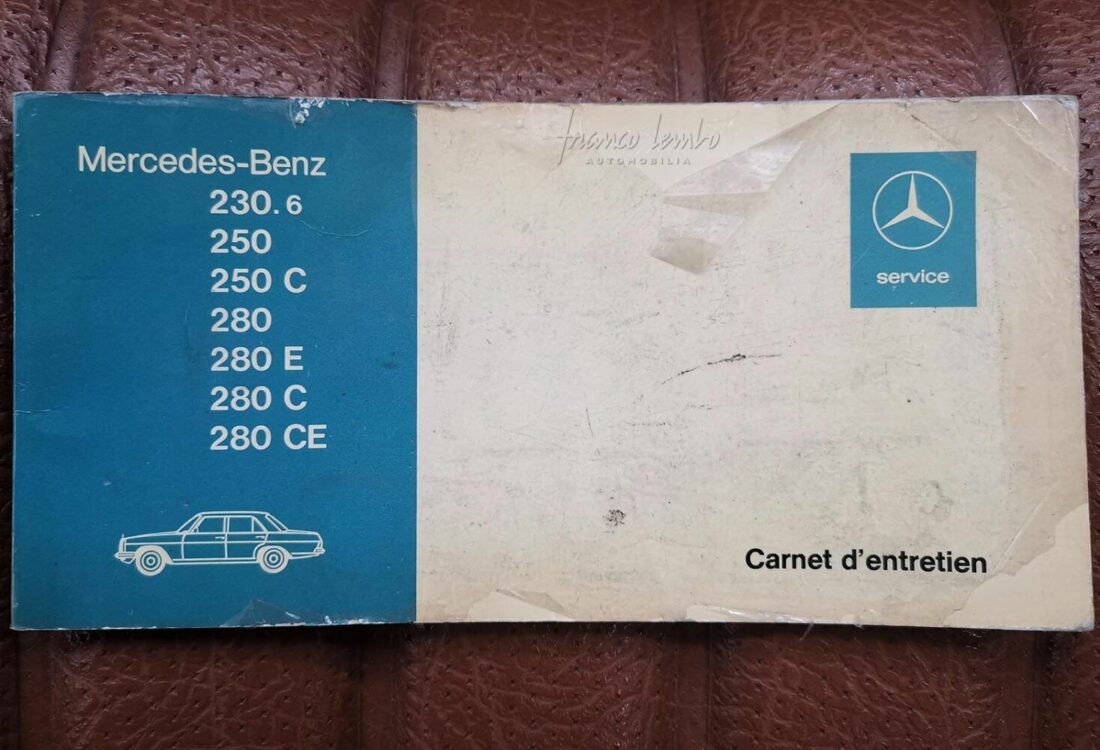 Mercedes-Benz
230.6
250
250 C
280
280 E
280 C
280 CE
franco lembo
AUTOMOBILIA
service
Carnet d'entretien